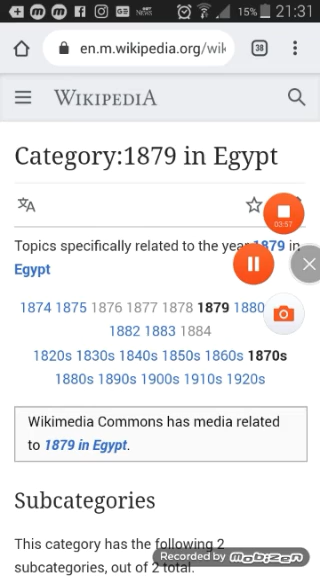 15% 21:31
en.m.wikipedia.org/wik 38
WIKIPEDIA
Category:1879 in Egypt
03:57
Topics specifically related to the year 1879 in
Egypt
1874 1875 1876 1877 1878 1879 1880
1882 1883 1884
1820s 1830s 1840s 1850s 1860s 1870s
1880s 1890s 1900s 1910s 1920s
Wikimedia Commons has media related
to 1879 in Egypt.
Subcategories
This category has the following 2
subcategories, out of 2 total.
Recorded by mobizen